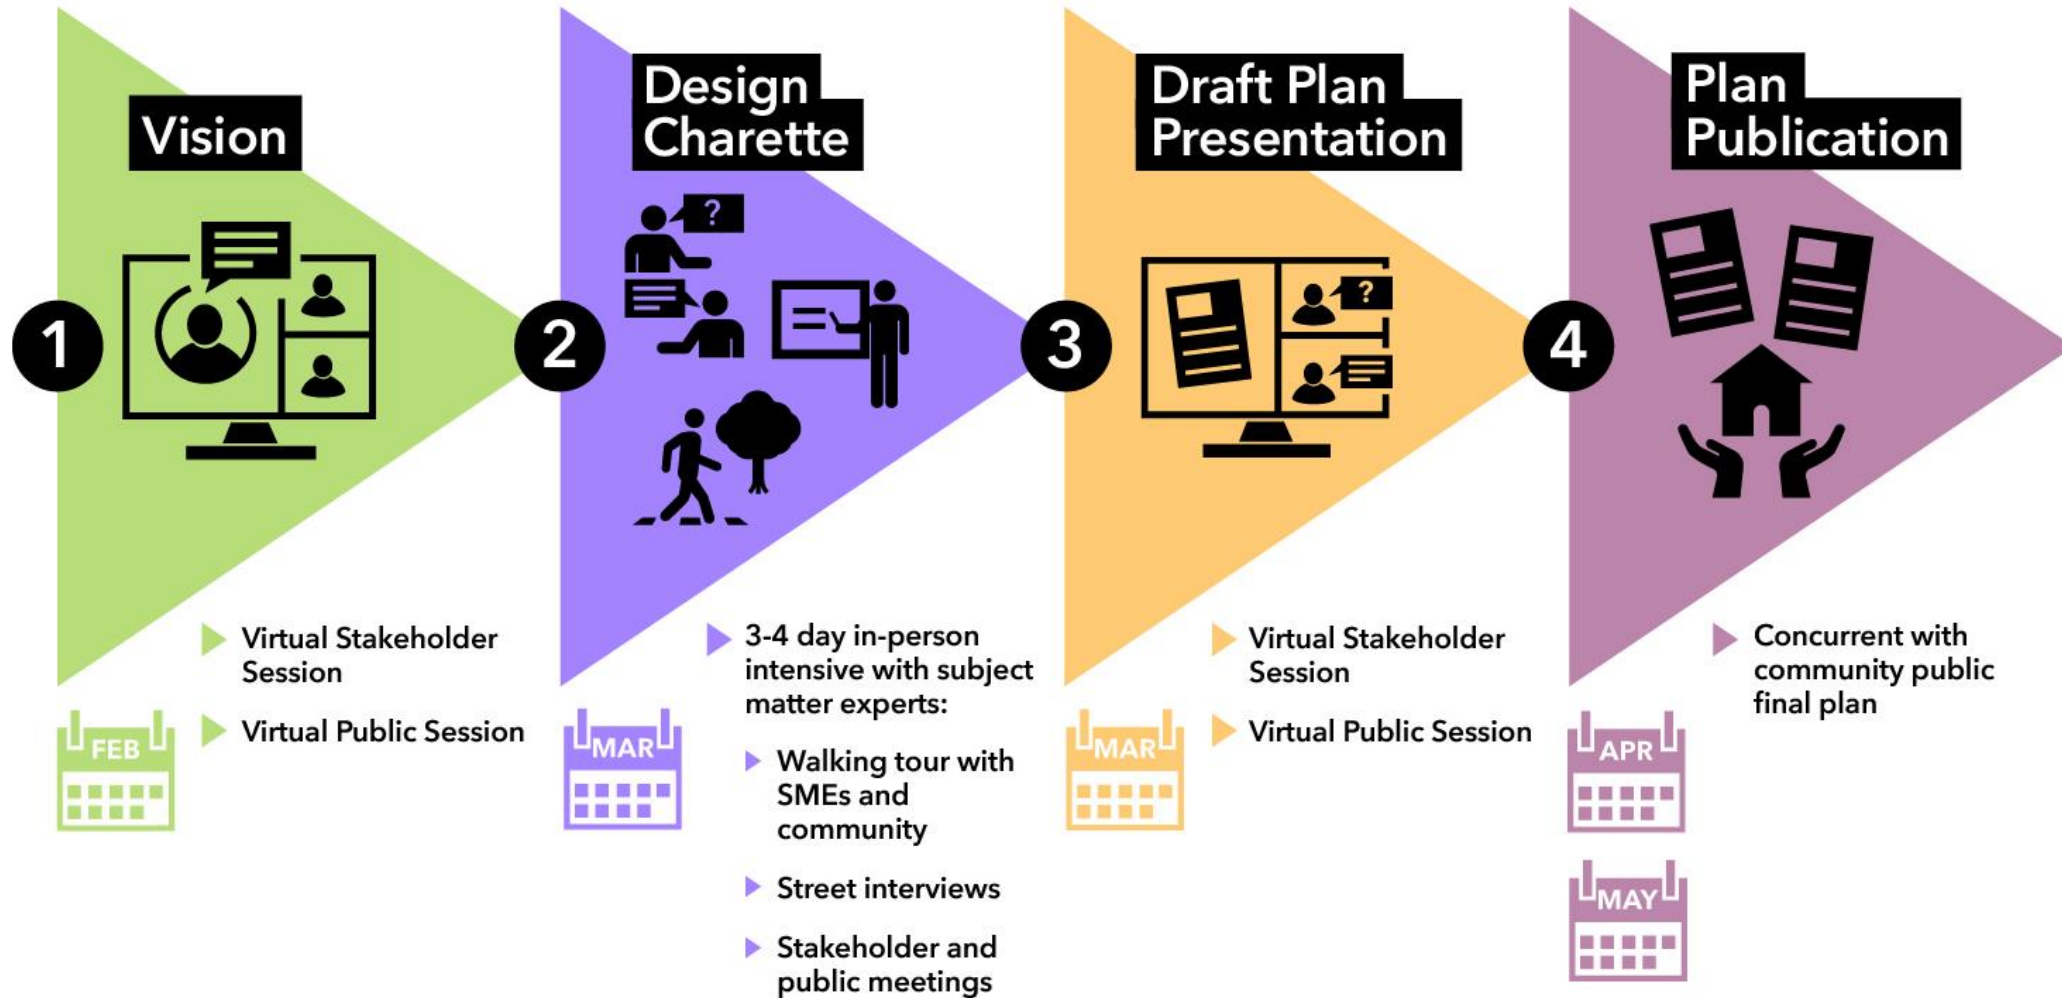 Vision
1
Virtual Stakeholder
Session
Virtual Public Session
FEB
Design
Charette
?
2
3-4 day in-person
intensive with subject
matter experts:
Walking tour with
SMEs and
community
Street interviews
Stakeholder and
public meetings
MAR
Draft Plan
Presentation
?
3
Virtual Stakeholder
Session
Virtual Public Session
MAR
Plan
Publication
4
Concurrent with
community public
final plan
APR
MAY